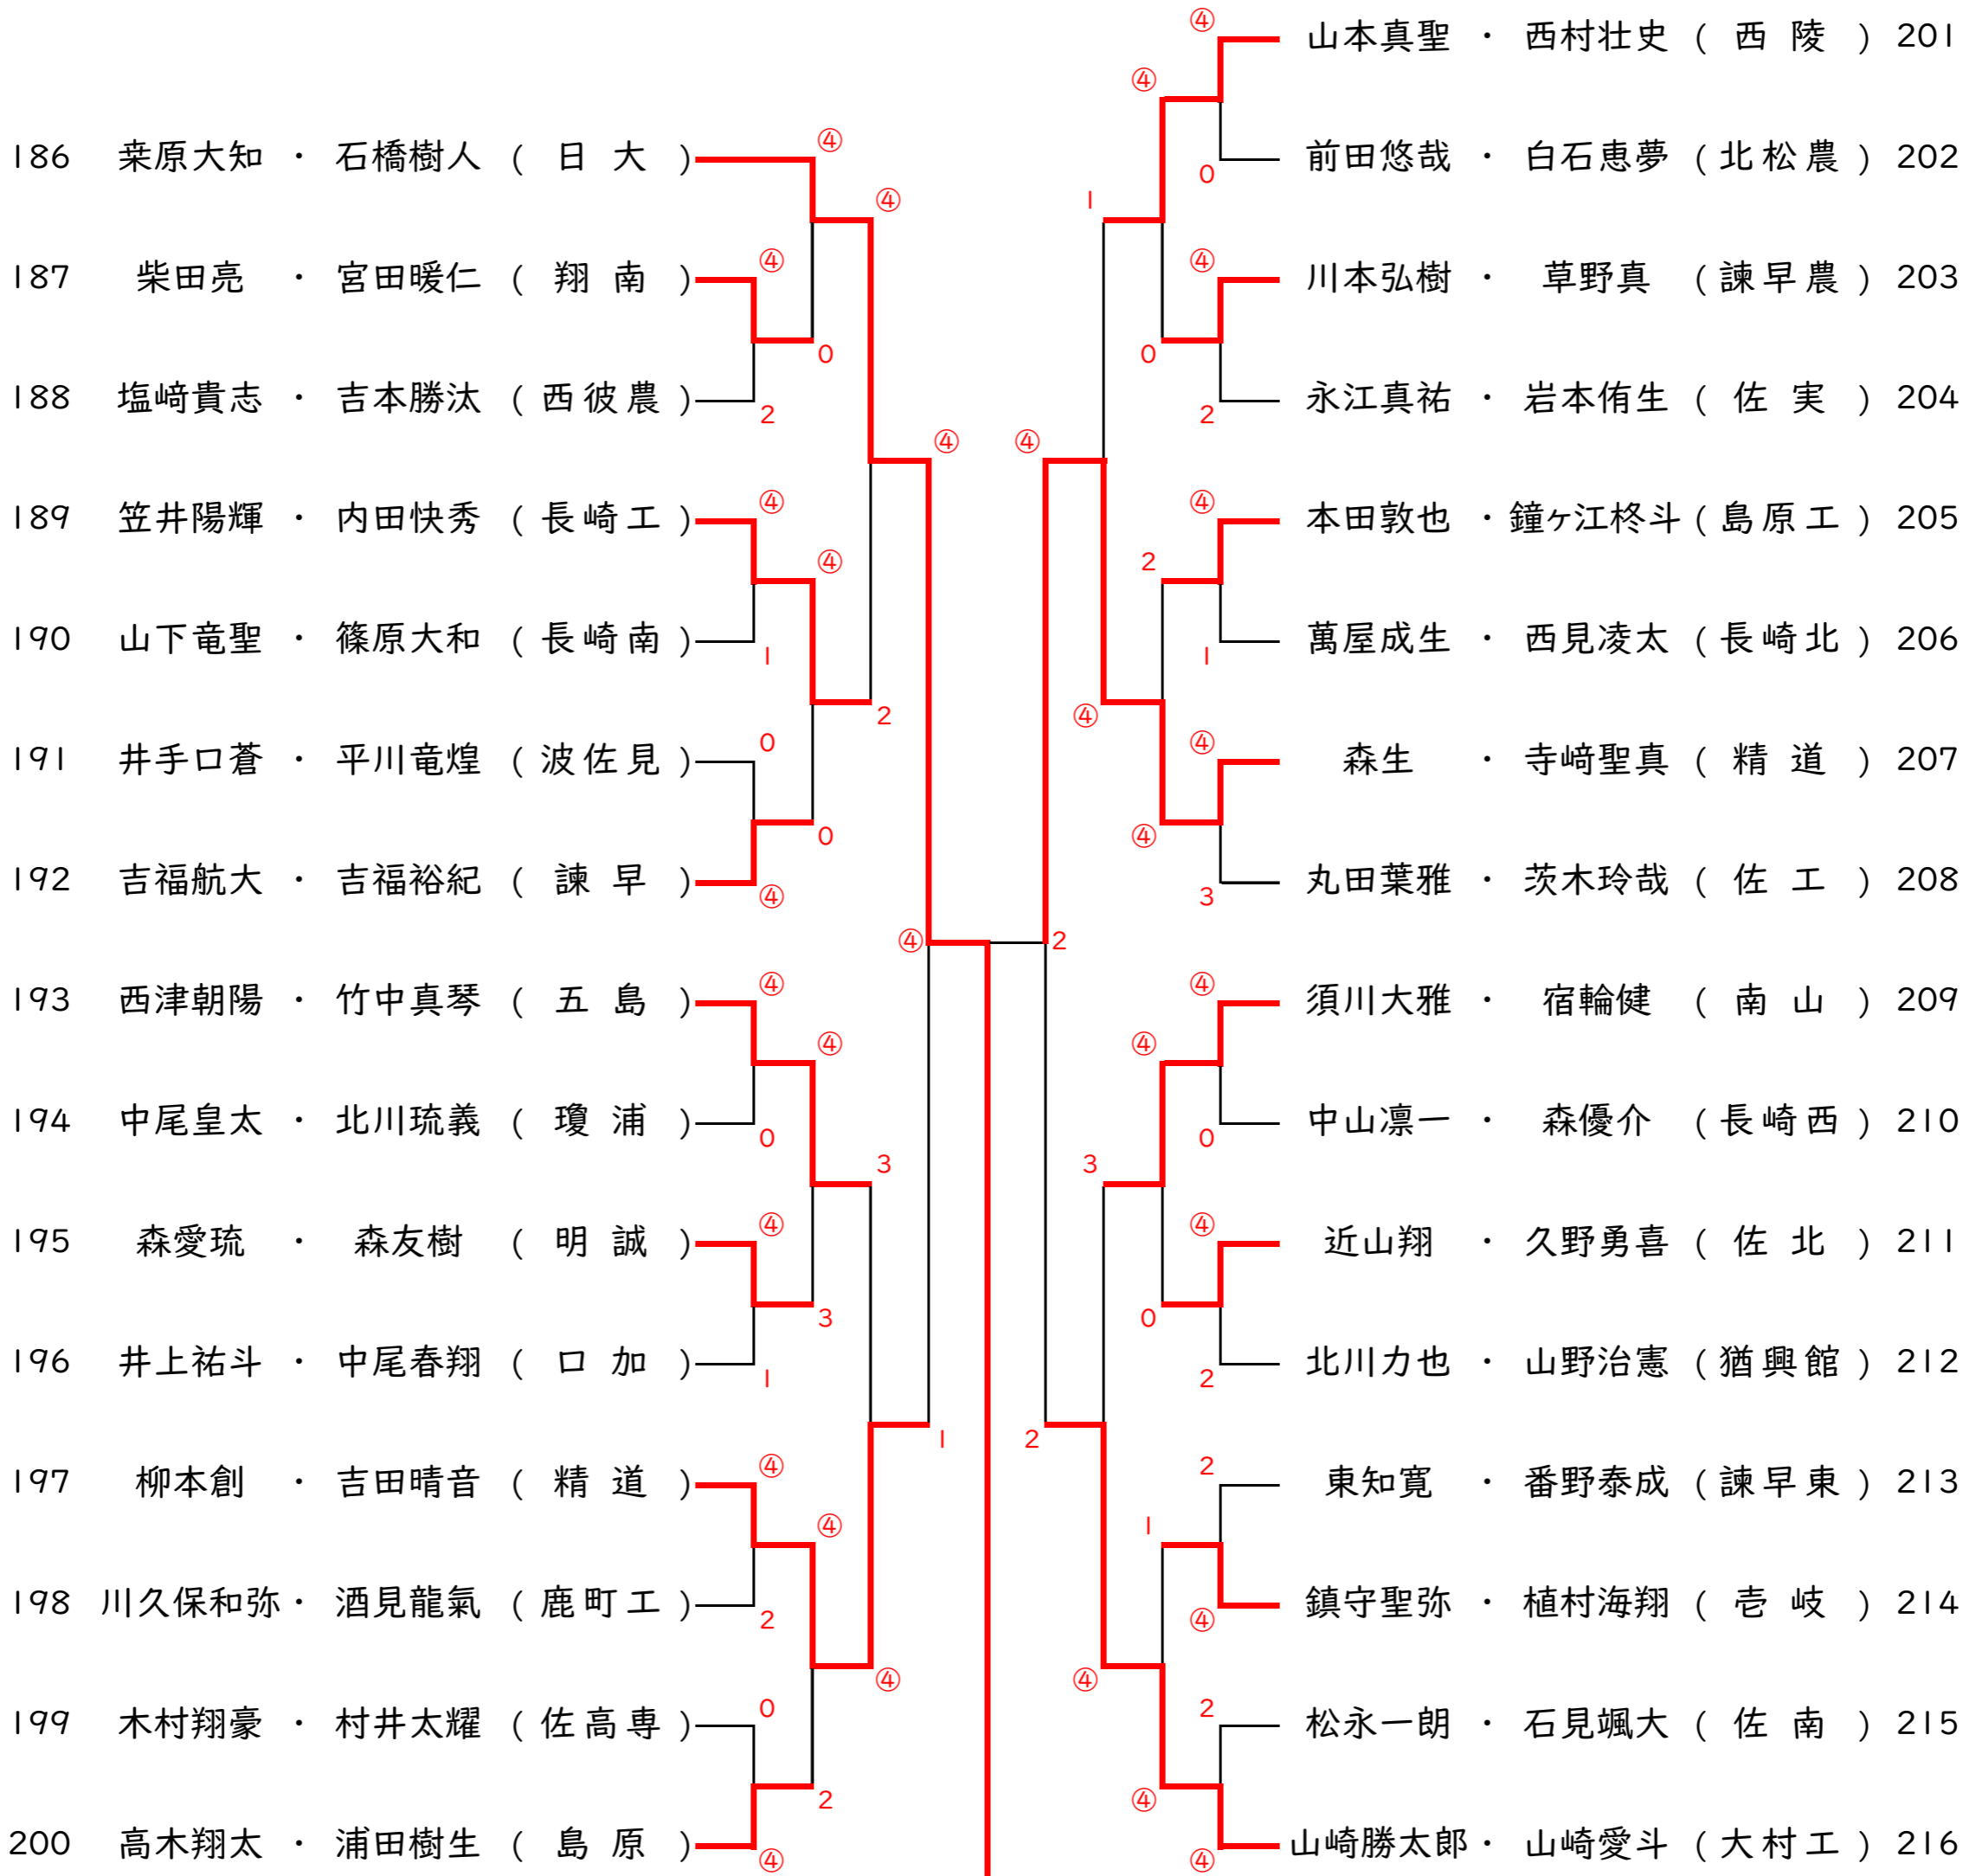 ④
山本真聖 ・ 西村壮史 ( 西 陵 ) 201
④
186 桒原大知 ・ 石橋樹人 ( 日 大 ) ④
0 前田悠哉 ・ 白石恵夢 ( 北松農 ) 202
④ 1
187 柴田亮 ・ 宮田暖仁 ( 翔 南 ) ④
④ 川本弘樹 ・ 草野真 ( 諫早農 ) 203
0 0
188 塩﨑貴志 ・ 吉本勝汰 ( 西彼農 ) 2
2 永江真祐 ・ 岩本侑生 ( 佐 実 ) 204
④ ④
189 笠井陽輝 ・ 内田快秀 ( 長崎工 ) ④
④ 本田敦也 ・ 鐘ヶ江柊斗 ( 島原工 ) 205
④ 2
190 山下竜聖 ・ 篠原大和 ( 長崎南 ) 1
1 萬屋成生 ・ 西見凌太 ( 長崎北 ) 206
2 ④
191 井手口蒼 ・ 平川竜煌 ( 波佐見 ) 0
④ 森生 ・ 寺﨑聖真 ( 精 道 ) 207
0 ④
192 吉福航大 ・ 吉福裕紀 ( 諫 早 ) ④
3 丸田葉雅 ・ 茨木玲哉 ( 佐 工 ) 208
④ 2
193 西津朝陽 ・ 竹中真琴 ( 五 島 ) ④
④ 須川大雅 ・ 宿輪健 ( 南 山 ) 209
④ ④
194 中尾皇太 ・ 北川琉義 ( 瓊 浦 ) 0
0 中山凛一 ・ 森優介 ( 長崎西 ) 210
3 3
195 森愛琉 ・ 森友樹 ( 明 誠 ) ④
④ 近山翔 ・ 久野勇喜 ( 佐 北 ) 211
3 0
196 井上祐斗 ・ 中尾春翔 ( 口 加 ) 1
2 北川力也 ・ 山野治憲 ( 猶興館 ) 212
1 2
197 柳本創 ・ 吉田晴音 ( 精 道 ) ④
2 東知寛 ・ 番野泰成 ( 諫早東 ) 213
④ 1
198 川久保和弥 ・ 酒見龍氣 ( 鹿町工 ) 2
④ 鎮守聖弥 ・ 植村海翔 ( 壱 岐 ) 214
④ ④
199 木村翔豪 ・ 村井太耀 ( 佐高専 ) 0
2 松永一朗 ・ 石見颯大 ( 佐 南 ) 215
2 ④
200 高木翔太 ・ 浦田樹生 ( 島 原 ) ④
④ 山崎勝太郎 ・ 山崎愛斗 ( 大村工 ) 216